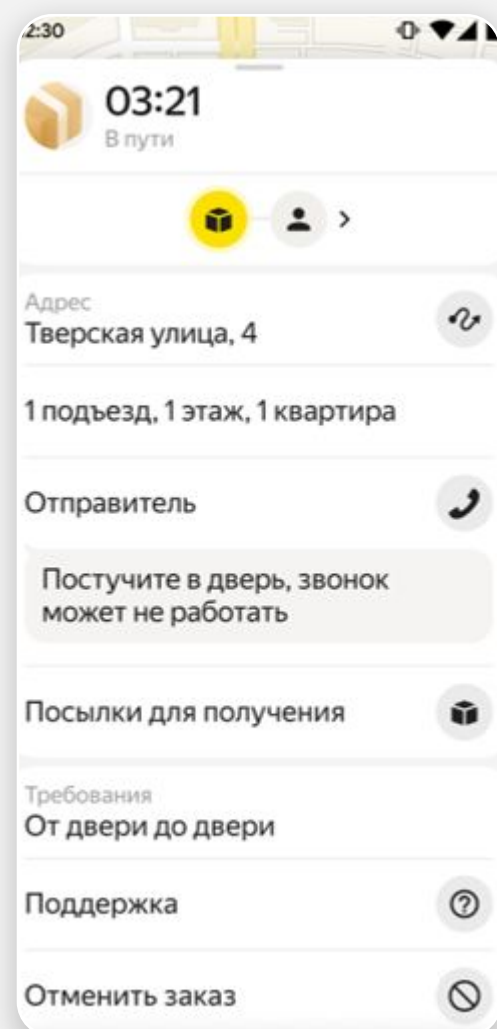 2:30
03:21
В пути
Адрес
Тверская улица, 4
1 подъезд, 1 этаж, 1 квартира
Отправитель
Постучите в дверь, звонок
может не работать
Посылки для получения
Требования
От двери до двери
Поддержка
Отменить заказ